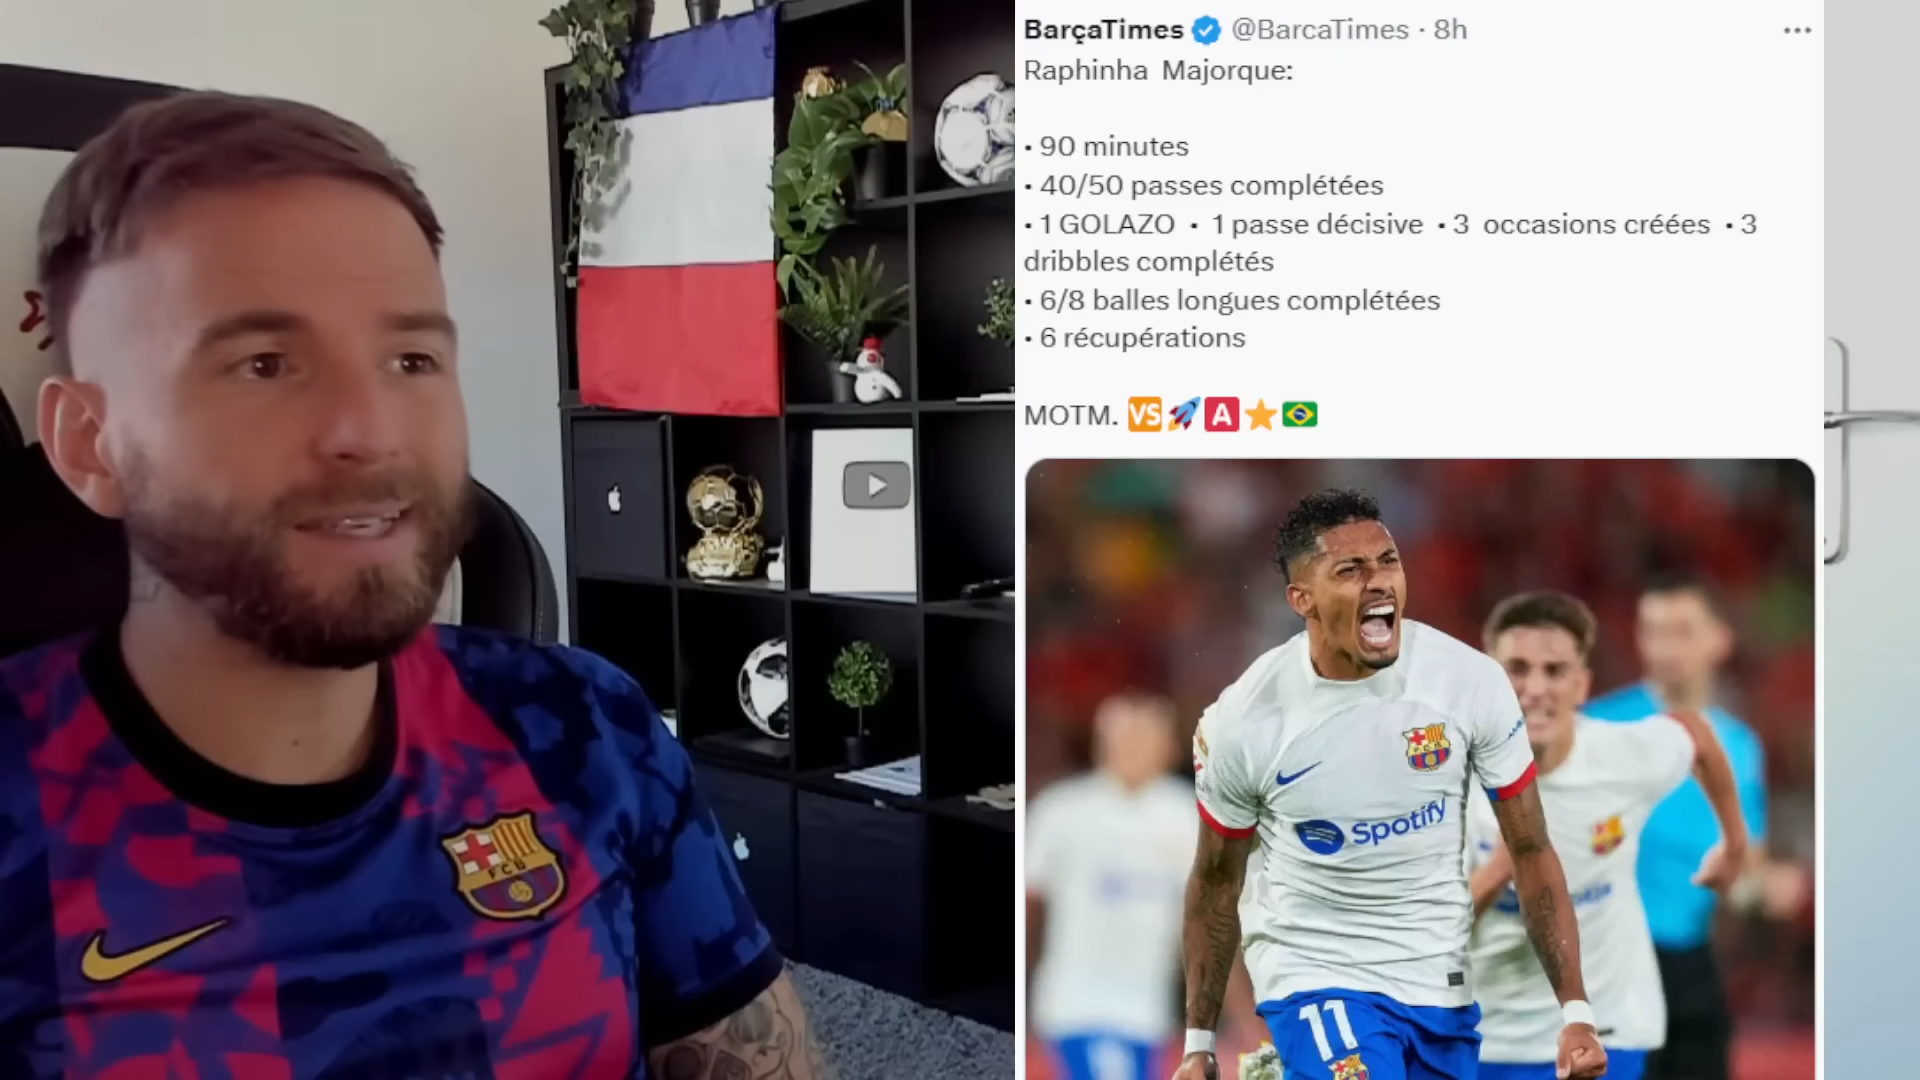 BarçaTimes @BarcaTimes · 8h
Raphinha Majorque:
• 90 minutes
• 40/50 passes complétées
• 1 GOLAZO • 1 passe décisive • 3 occasions créées • 3
dribbles complétés
• 6/8 balles longues complétées
• 6 récupérations
MOTM. 🆚🚀🅰⭐🇧🇷
FCB
FCB
Spotify
11